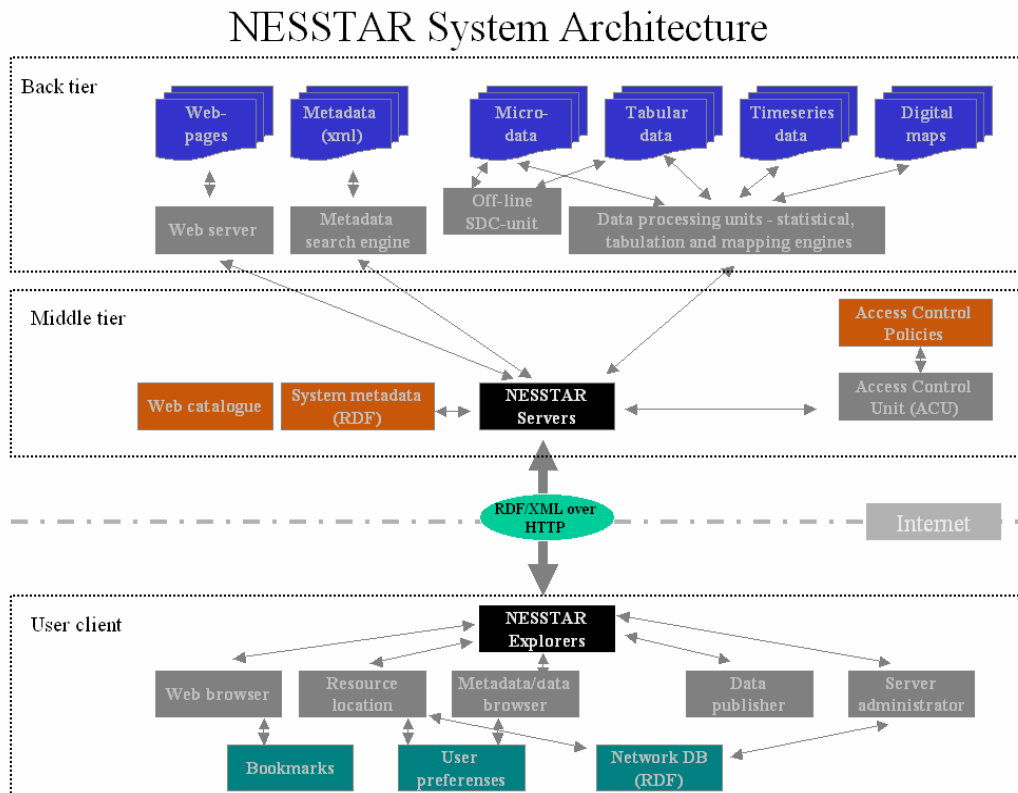 NESSTAR System Architecture
Back tier
Web-
pages
Metadata
(xml)
Micro-
data
Tabular
data
Timeseries
data
Digital
maps
Web server
Metadata
search engine
Off-line
SDC-unit
Data processing units - statistical,
tabulation and mapping engines
Middle tier
Access Control
Policies
Web catalogue
System metadata
(RDF)
NESSTAR
Servers
Access Control
Unit (ACU)
RDF/XML over
HTTP
Internet
User client
NESSTAR
Explorers
Web browser
Resource
location
Metadata/data
browser
Data
publisher
Server
administrator
Bookmarks
User
preferenses
Network DB
(RDF)